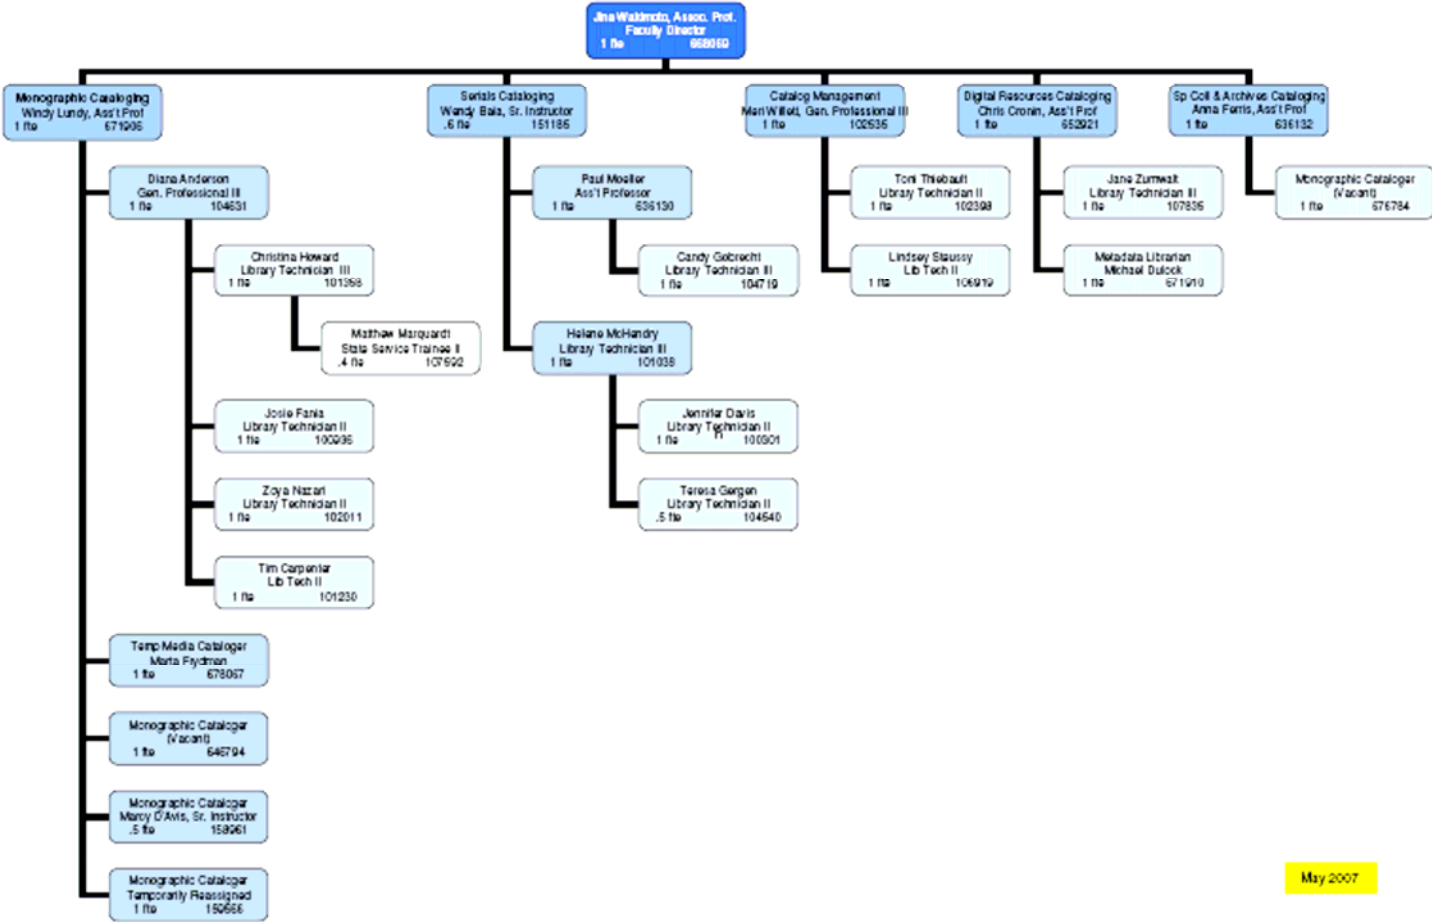 Jina Wakimoto, Assoc. Prof.
Faculty Director
1 fte 668069
Monographic Cataloging
Windy Lundy, Ass't Prof
1 fte 671906
Serials Cataloging
Wendy Baia, Sr. Instructor
.6 fte 151186
Catalog Management
Meri Willett, Gen. Professional III
1 fte 102535
Digital Resources Cataloging
Chris Cronin, Ass't Prof
1 fte 652921
Sp Coll & Archives Cataloging
Anna Ferris, Ass't Prof
1 fte 636132
Diana Anderson
Gen. Professional III
1 fte 104631
Paul Moeller
Ass't Professor
1 fte 636130
Toni Thiebault
Library Technician II
1 fte 102398
Jane Zumwalt
Library Technician III
1 fte 107835
Monographic Cataloger
(Vacant)
1 fte 676784
Christina Howard
Library Technician III
1 fte 101358
Candy Gobrecht
Library Technician III
1 fte 104719
Lindsey Steussy
Lib Tech II
1 fte 106919
Metadata Librarian
Michael Dulock
1 fte 671910
Matthew Marquardt
State Service Trainee II
.4 fte 107692
Helene McHendry
Library Technician III
1 fte 101038
Josie Fania
Library Technician II
1 fte 100936
Jennifer Davis
Library Technician II
1 fte 100301
Zoya Nazari
Library Technician II
1 fte 102011
Teresa Gergen
Library Technician II
.5 fte 104640
Tim Carpenter
Lib Tech II
1 fte 101230
Temp Media Cataloger
Marta Frydman
1 fte 678067
Monographic Cataloger
(Vacant)
1 fte 646794
Monographic Cataloger
Marcy D'Avis, Sr. Instructor
.5 fte 158961
Monographic Cataloger
Temporarily Reassigned
1 fte
May 2007